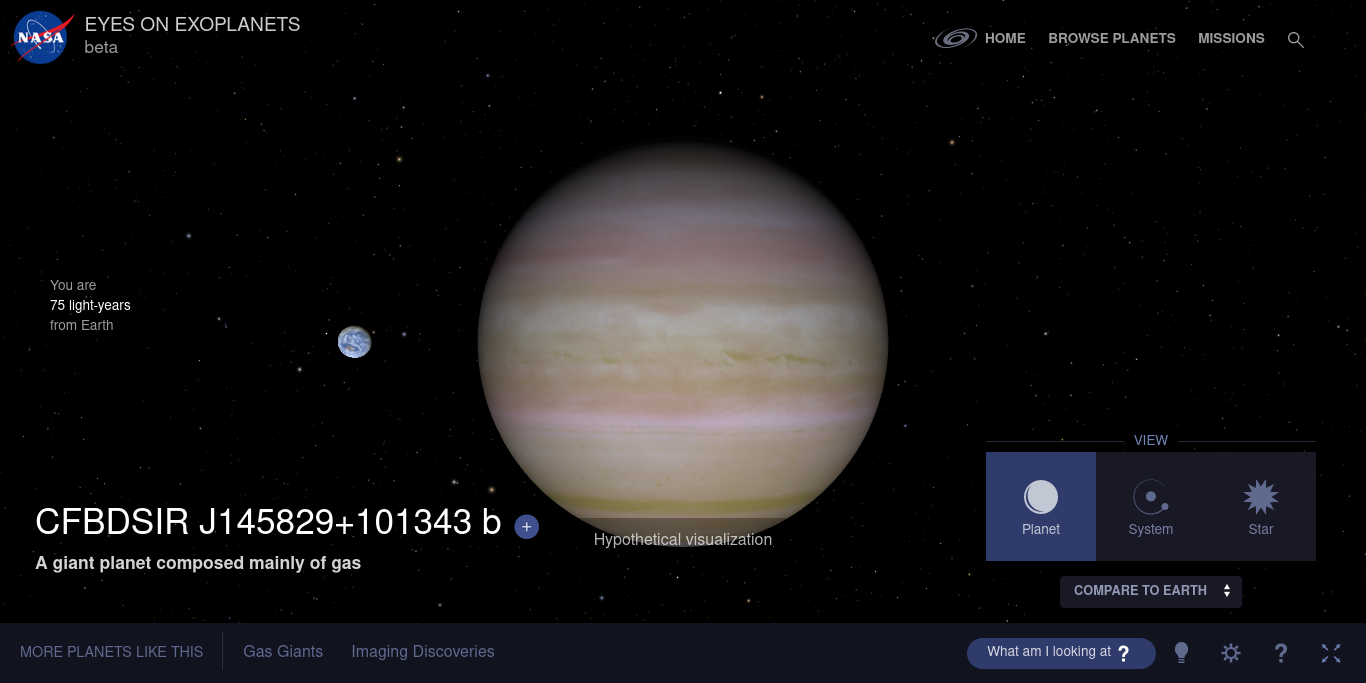 NASA
EYES ON EXOPLANETS
beta
HOME
BROWSE PLANETS
MISSIONS
You are
75 light-years
from Earth
VIEW
Planet
System
Star
CFBDSIR J145829+101343 b
+
A giant planet composed mainly of gas
Hypothetical visualization
COMPARE TO EARTH
MORE PLANETS LIKE THIS
Gas Giants
Imaging Discoveries
What am I looking at ?
?